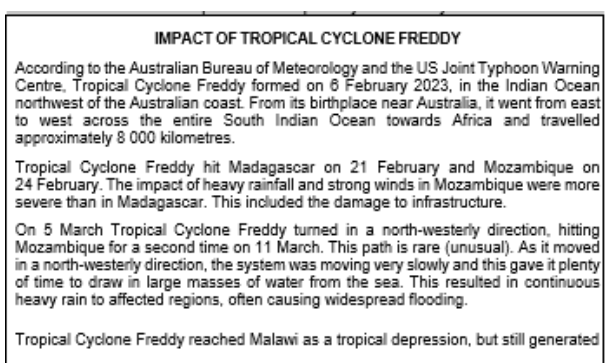 IMPACT OF TROPICAL CYCLONE FREDDY
According to the Australian Bureau of Meteorology and the US Joint Typhoon Warning
Centre, Tropical Cyclone Freddy formed on 6 February 2023, in the Indian Ocean
northwest of the Australian coast. From its birthplace near Australia, it went from east
to west across the entire South Indian Ocean towards Africa and travelled
approximately 8 000 kilometres.
Tropical Cyclone Freddy hit Madagascar on 21 February and Mozambique on
24 February. The impact of heavy rainfall and strong winds in Mozambique were more
severe than in Madagascar. This included the damage to infrastructure.
On 5 March Tropical Cyclone Freddy turned in a north-westerly direction, hitting
Mozambique for a second time on 11 March. This path is rare (unusual). As it moved
in a north-westerly direction, the system was moving very slowly and this gave it plenty
of time to draw in large masses of water from the sea. This resulted in continuous
heavy rain to affected regions, often causing widespread flooding.
Tropical Cyclone Freddy reached Malawi as a tropical depression, but still generated